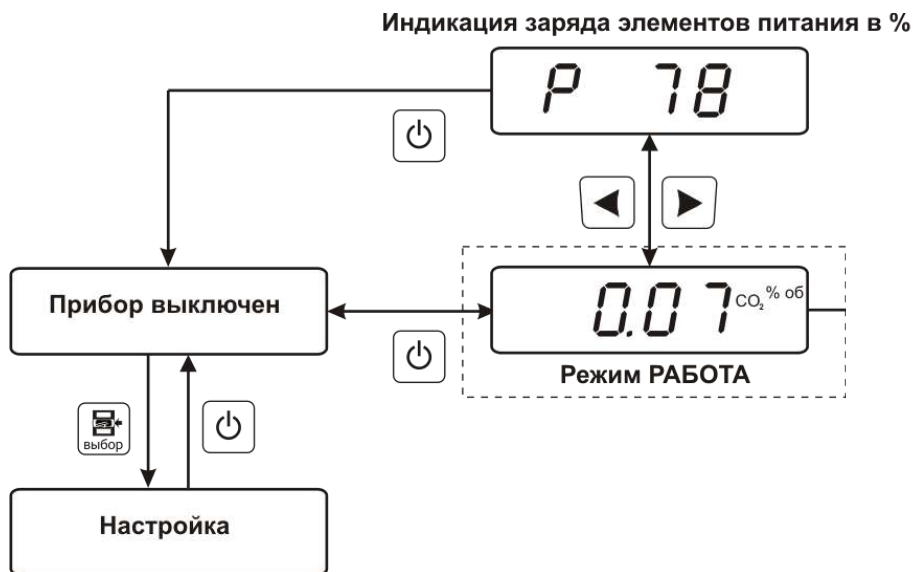 Индикация заряда элементов питания в %
P 78
Прибор выключен
0.07 CO₂ % об
Режим РАБОТА
выбор
Настройка